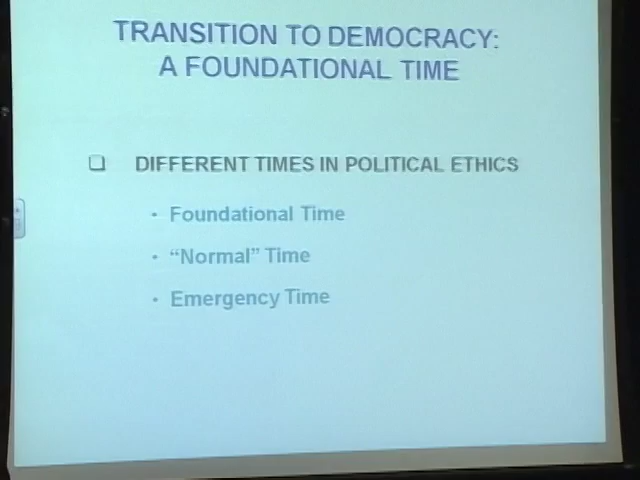 TRANSITION TO DEMOCRACY:
A FOUNDATIONAL TIME
❑ DIFFERENT TIMES IN POLITICAL ETHICS
• Foundational Time
• “Normal” Time
• Emergency Time